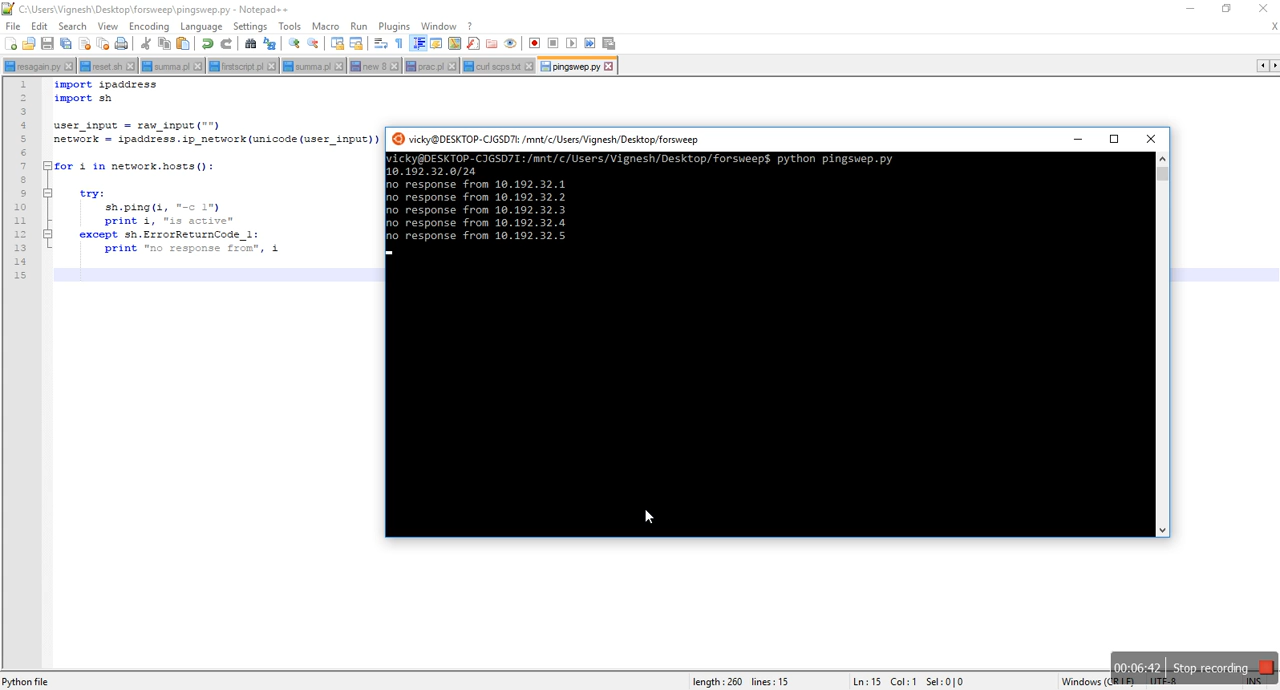 C:\Users\Vignesh\Desktop\forsweep\pingswep.py - Notepad++
File Edit Search View Encoding Language Settings Tools Macro Run Plugins Window ?
X
resagain.py reset.sh summa.pl firstscript.pl summa.pl new 8 prac.pl curl scps.txt pingswep.py
1 import ipaddress
2 import sh
3
4 user_input = raw_input("")
5 network = ipaddress.ip_network(unicode(user_input))
6
7 for i in network.hosts():
8
9 try:
10 sh.ping(i, "-c 1")
11 print i, "is active"
12 except sh.ErrorReturnCode_1:
13 print "no response from", i
14
15
vicky@DESKTOP-CJGSD7I: /mnt/c/Users/Vignesh/Desktop/forsweep
vicky@DESKTOP-CJGSD7I:/mnt/c/Users/Vignesh/Desktop/forsweep$ python pingswep.py
10.192.32.0/24
no response from 10.192.32.1
no response from 10.192.32.2
no response from 10.192.32.3
no response from 10.192.32.4
no response from 10.192.32.5
00:06:42 Stop recording
Python file length : 260 lines : 15 Ln : 15 Col : 1 Sel : 0 | 0 Windows (CR LF) UTF-8 INS